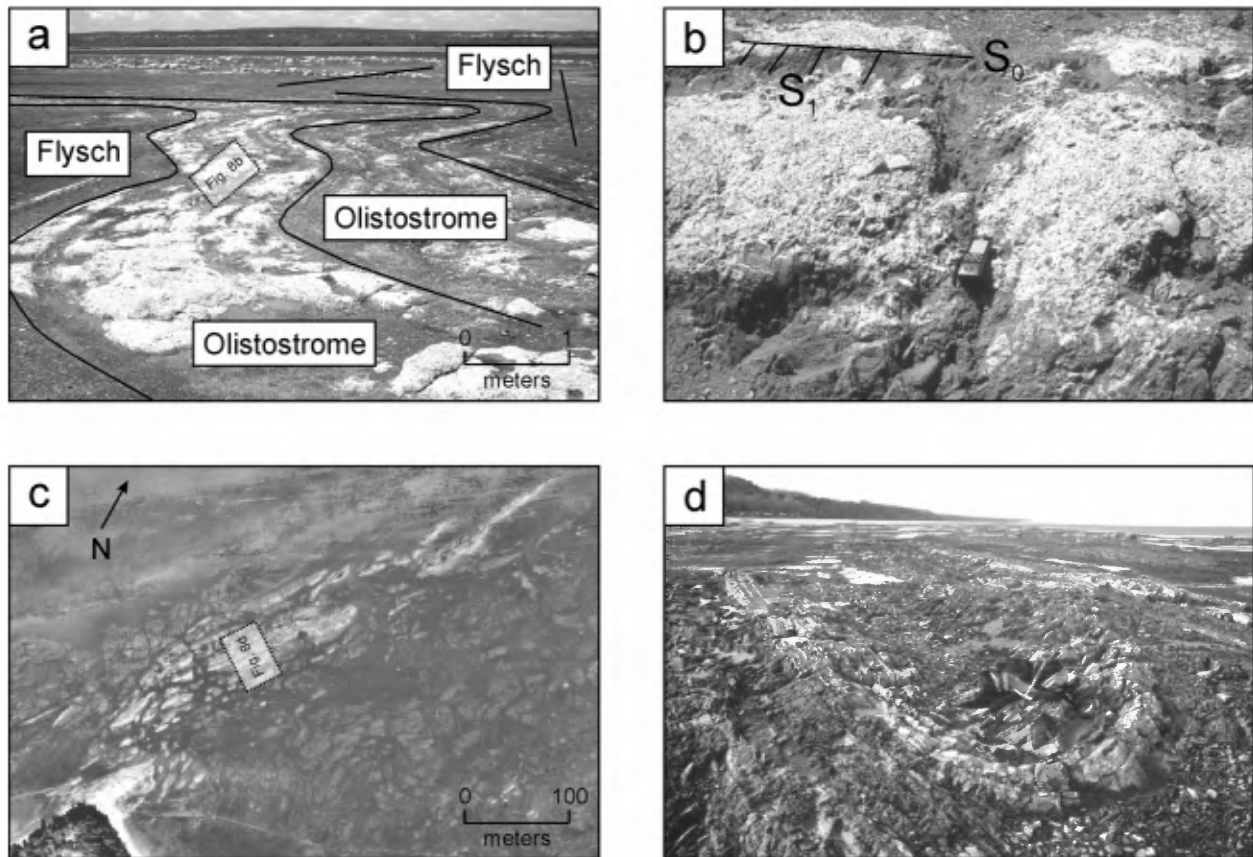 a
Flysch
Flysch
Fig. 8b
Olistostrome
Olistostrome
0 1
meters
b
S0
S1
c
N
Fig. 8d
0 100
meters
d